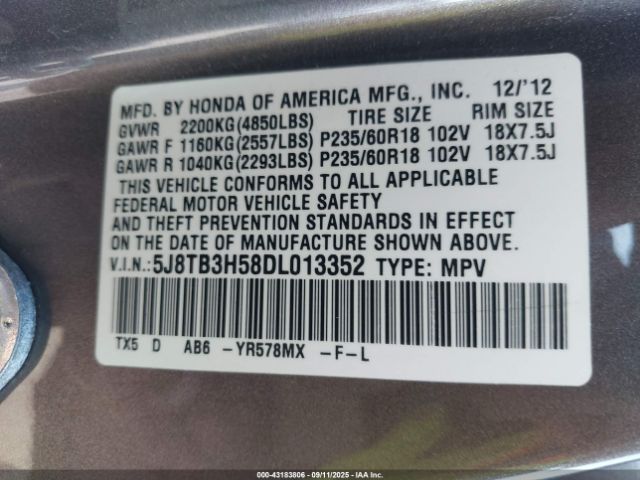 MFD. BY HONDA OF AMERICA MFG., INC. 12/'12
GVWR 2200KG(4850LBS) TIRE SIZE RIM SIZE
GAWR F 1160KG(2557LBS) P235/60R18 102V 18X7.5J
GAWR R 1040KG(2293LBS) P235/60R18 102V 18X7.5J
THIS VEHICLE CONFORMS TO ALL APPLICABLE
FEDERAL MOTOR VEHICLE SAFETY
AND THEFT PREVENTION STANDARDS IN EFFECT
ON THE DATE OF MANUFACTURE SHOWN ABOVE.
V.I.N.:5J8TB3H58DL013352 TYPE: MPV
TX5 D AB6 -YR578MX -F-L
000-43183806 - 09/11/2025 - IAAI.COM